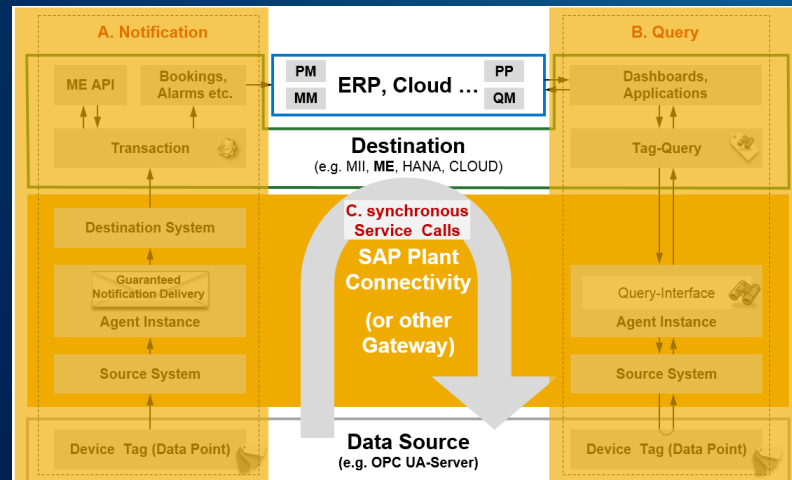 A. Notification
ME API
Bookings,
Alarms etc.
Transaction
Destination System
Guaranteed
Notification Delivery
Agent Instance
Source System
Device Tag (Data Point)
PM
MM
ERP, Cloud ...
PP
QM
Destination
(e.g. MII, ME, HANA, CLOUD)
C. synchronous
Service Calls
SAP Plant
Connectivity
(or other
Gateway)
Data Source
(e.g. OPC UA-Server)
B. Query
Dashboards,
Applications
Tag-Query
Query-Interface
Agent Instance
Source System
Device Tag (Data Point)